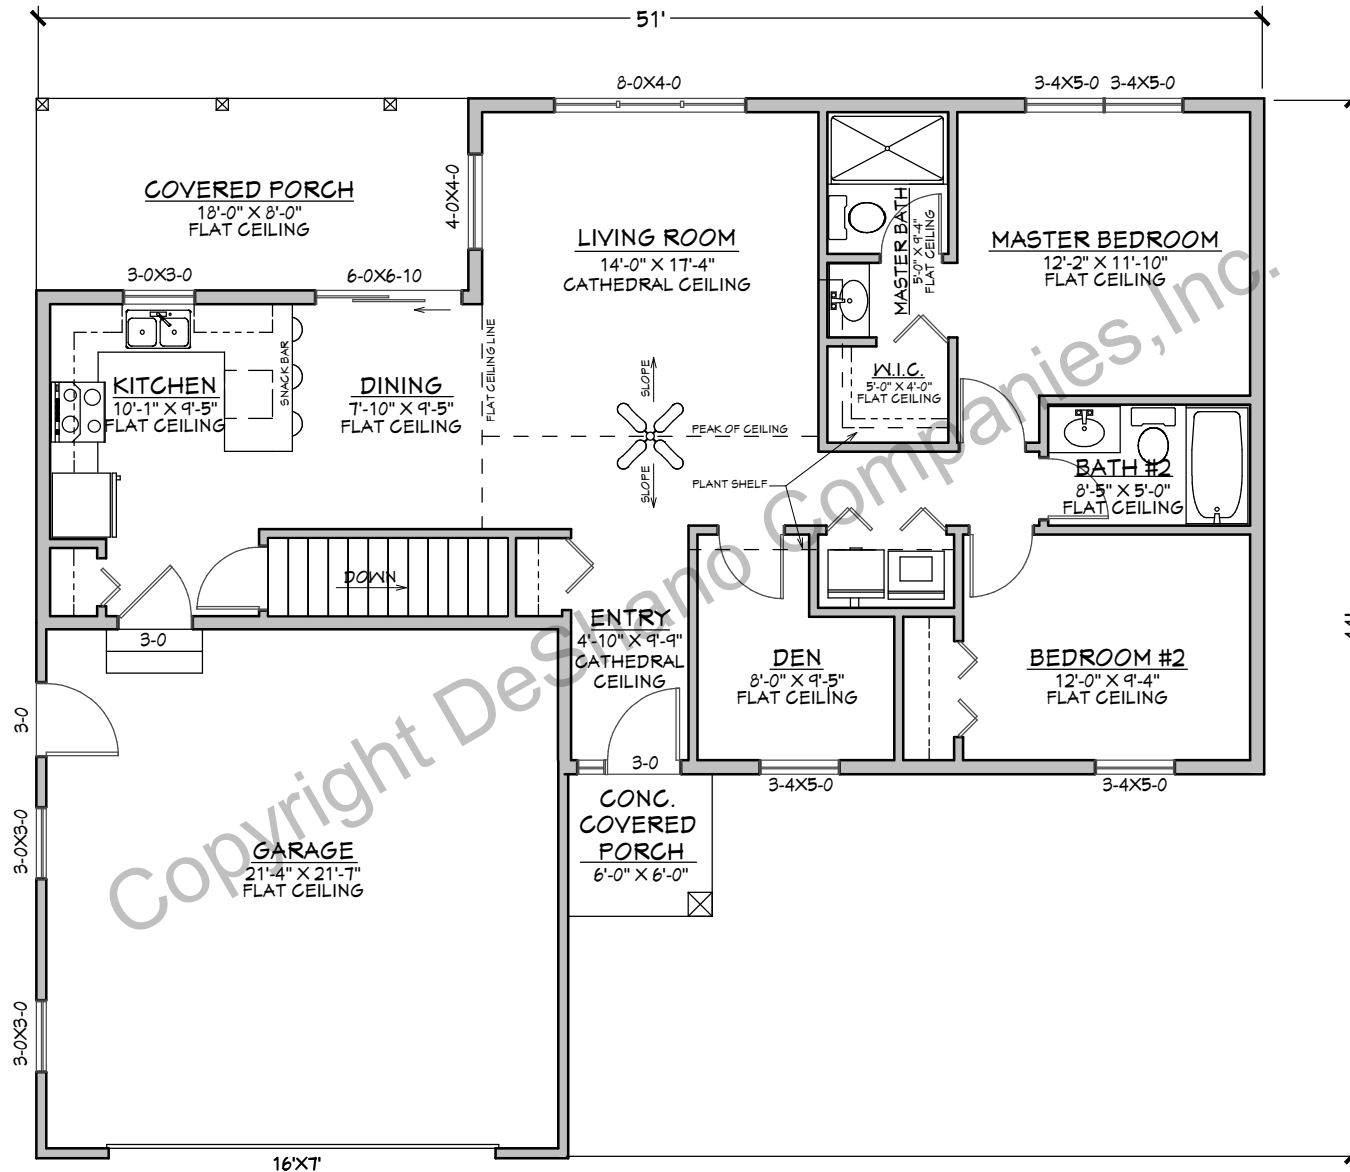 51'
8-0X4-0
3-4X5-0 3-4X5-0
COVERED PORCH
18'-0" X 8'-0"
FLAT CEILING
4-0X4-0
3-0X3-0
6-0X6-10
LIVING ROOM
14'-0" X 17'-4"
CATHEDRAL CEILING
MASTER BATH
5'-0" X 9'-4"
FLAT CEILING
MASTER BEDROOM
12'-2" X 11'-10"
FLAT CEILING
KITCHEN
10'-1" X 9'-5"
FLAT CEILING
SNACK BAR
DINING
7'-10" X 9'-5"
FLAT CEILING
FLAT CEILING LINE
SLOPE
PEAK OF CEILING
SLOPE
PLANT SHELF
W.I.C.
5'-0" X 4'-0"
FLAT CEILING
BATH #2
8'-5" X 5'-0"
FLAT CEILING
DOWN
3-0
ENTRY
4'-10" X 9'-9"
CATHEDRAL
CEILING
DEN
8'-0" X 9'-5"
FLAT CEILING
BEDROOM #2
12'-0" X 9'-4"
FLAT CEILING
3-0
3-0
3-4X5-0
3-4X5-0
CONC.
COVERED
PORCH
6'-0" X 6'-0"
3-0X3-0
GARAGE
21'-4" X 21'-7"
FLAT CEILING
3-0X3-0
16'X7'
Copyright DeShano Companies,Inc.